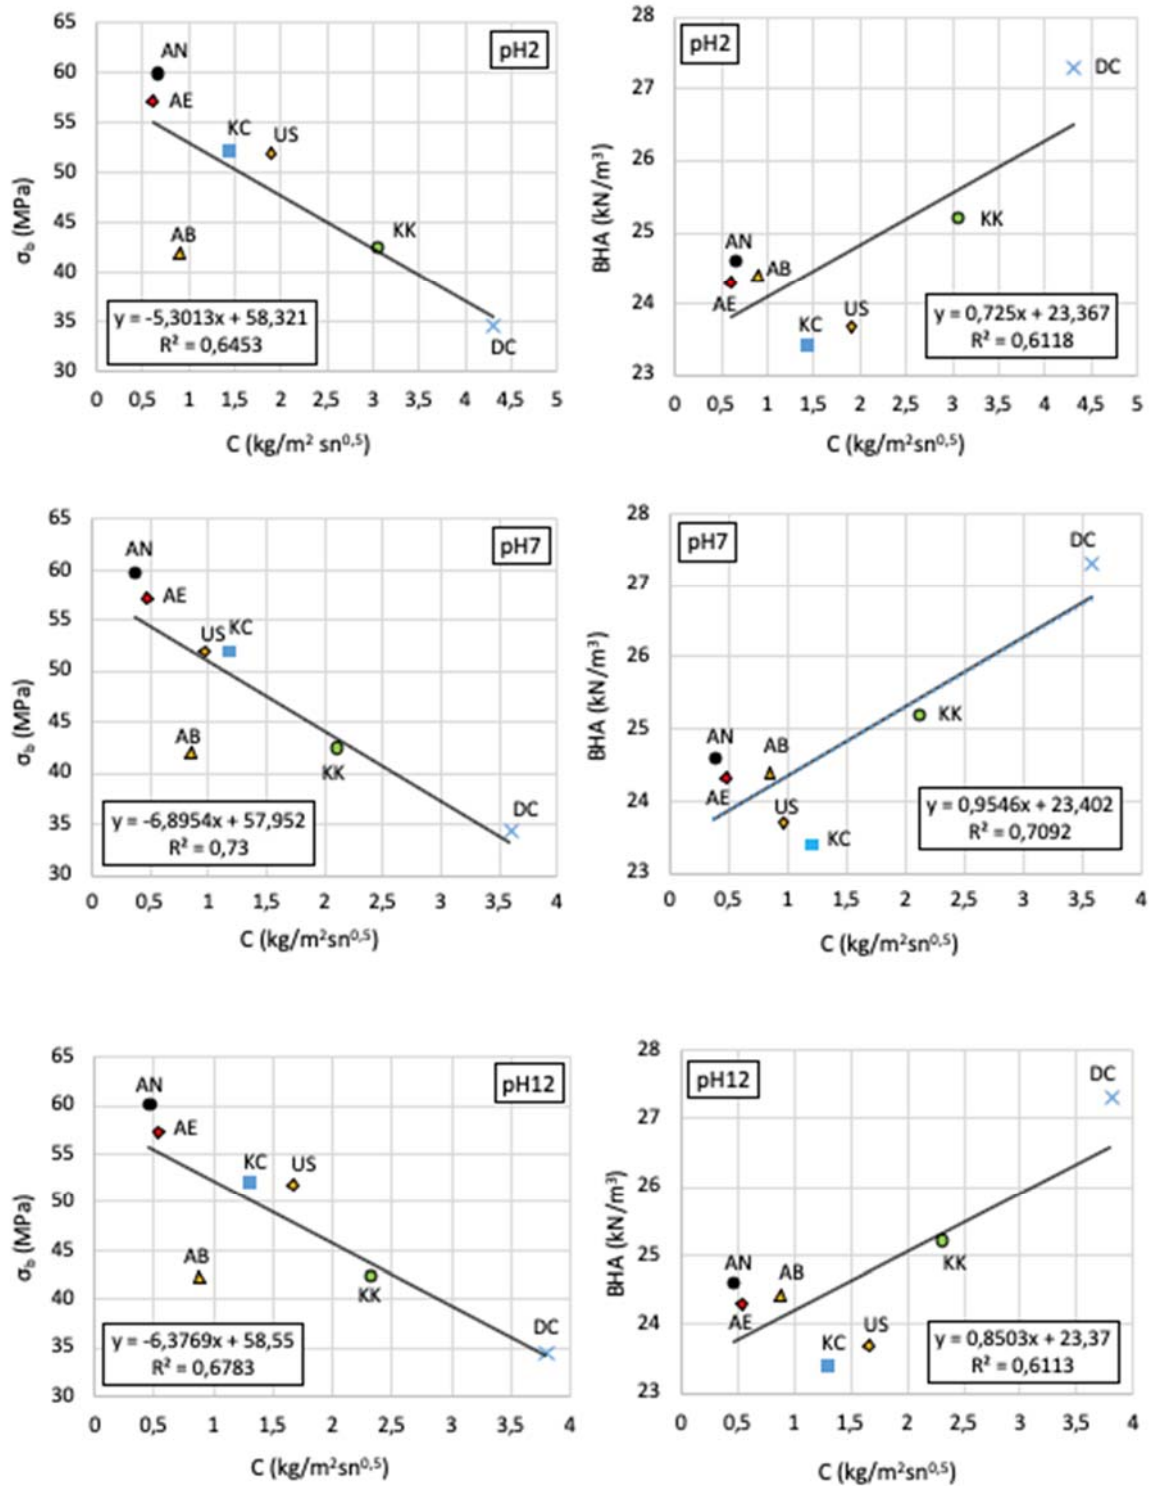 65
60
55
50
45
40
35
30
σb (MPa)
pH2
AN
AE
KC
US
AB
KK
DC
y = -5,3013x + 58,321
R² = 0,6453
0 0,5 1 1,5 2 2,5 3 3,5 4 4,5 5
C (kg/m² sn⁰,⁵)
28
27
26
25
24
23
BHA (kN/m³)
pH2
DC
KK
AN
AB
AE
KC
US
y = 0,725x + 23,367
R² = 0,6118
0 0,5 1 1,5 2 2,5 3 3,5 4 4,5 5
C (kg/m²sn⁰,⁵)
65
60
55
50
45
40
35
30
σb (MPa)
pH7
AN
AE
US KC
AB
KK
DC
y = -6,8954x + 57,952
R² = 0,73
0 0,5 1 1,5 2 2,5 3 3,5 4
C (kg/m²sn⁰,⁵)
28
27
26
25
24
23
BHA (kN/m³)
pH7
DC
KK
AN
AB
AE
US
KC
y = 0,9546x + 23,402
R² = 0,7092
0 0,5 1 1,5 2 2,5 3 3,5 4
C (kg/m²sn⁰,⁵)
65
60
55
50
45
40
35
30
σb (MPa)
pH12
AN
AE
KC
US
AB
KK
DC
y = -6,3769x + 58,55
R² = 0,6783
0 0,5 1 1,5 2 2,5 3 3,5 4
C (kg/m²sn⁰,⁵)
28
27
26
25
24
23
BHA (kN/m³)
pH12
DC
KK
AN
AB
AE
KC
US
y = 0,8503x + 23,37
R² = 0,6113
0 0,5 1 1,5 2 2,5 3 3,5 4
C (kg/m²sn⁰,⁵)